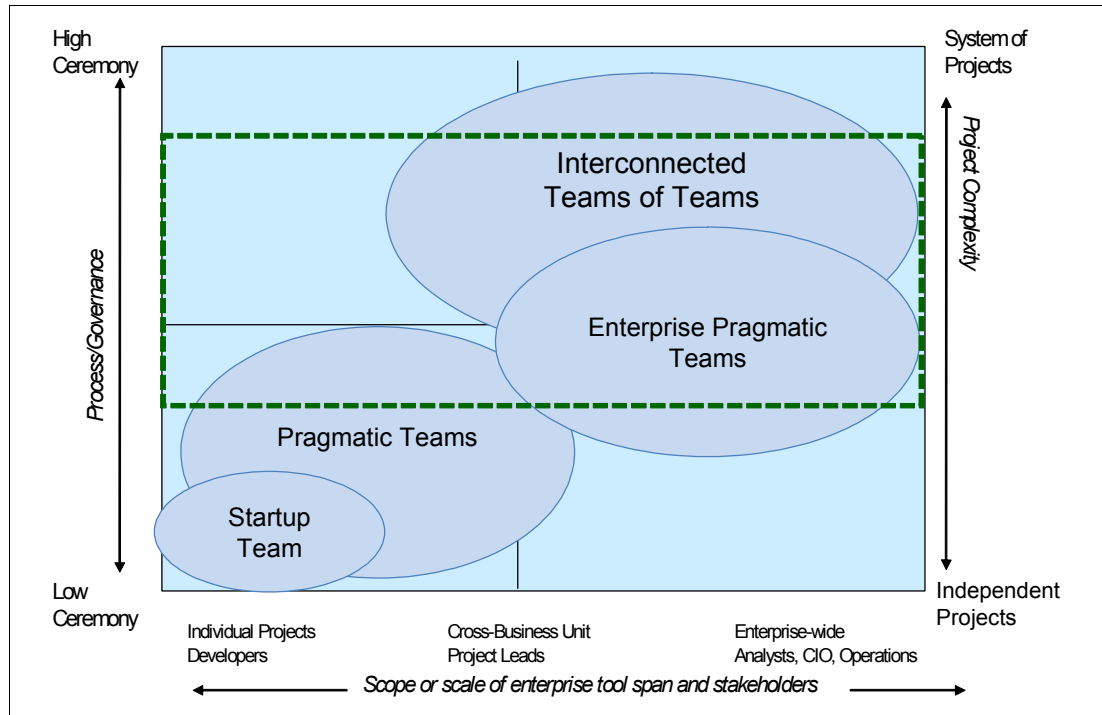 High
Ceremony
System of
Projects
Process/Governance
Project Complexity
Interconnected
Teams of Teams
Enterprise Pragmatic
Teams
Pragmatic Teams
Startup
Team
Low
Ceremony
Independent
Projects
Individual Projects
Developers
Cross-Business Unit
Project Leads
Enterprise-wide
Analysts, CIO, Operations
Scope or scale of enterprise tool span and stakeholders